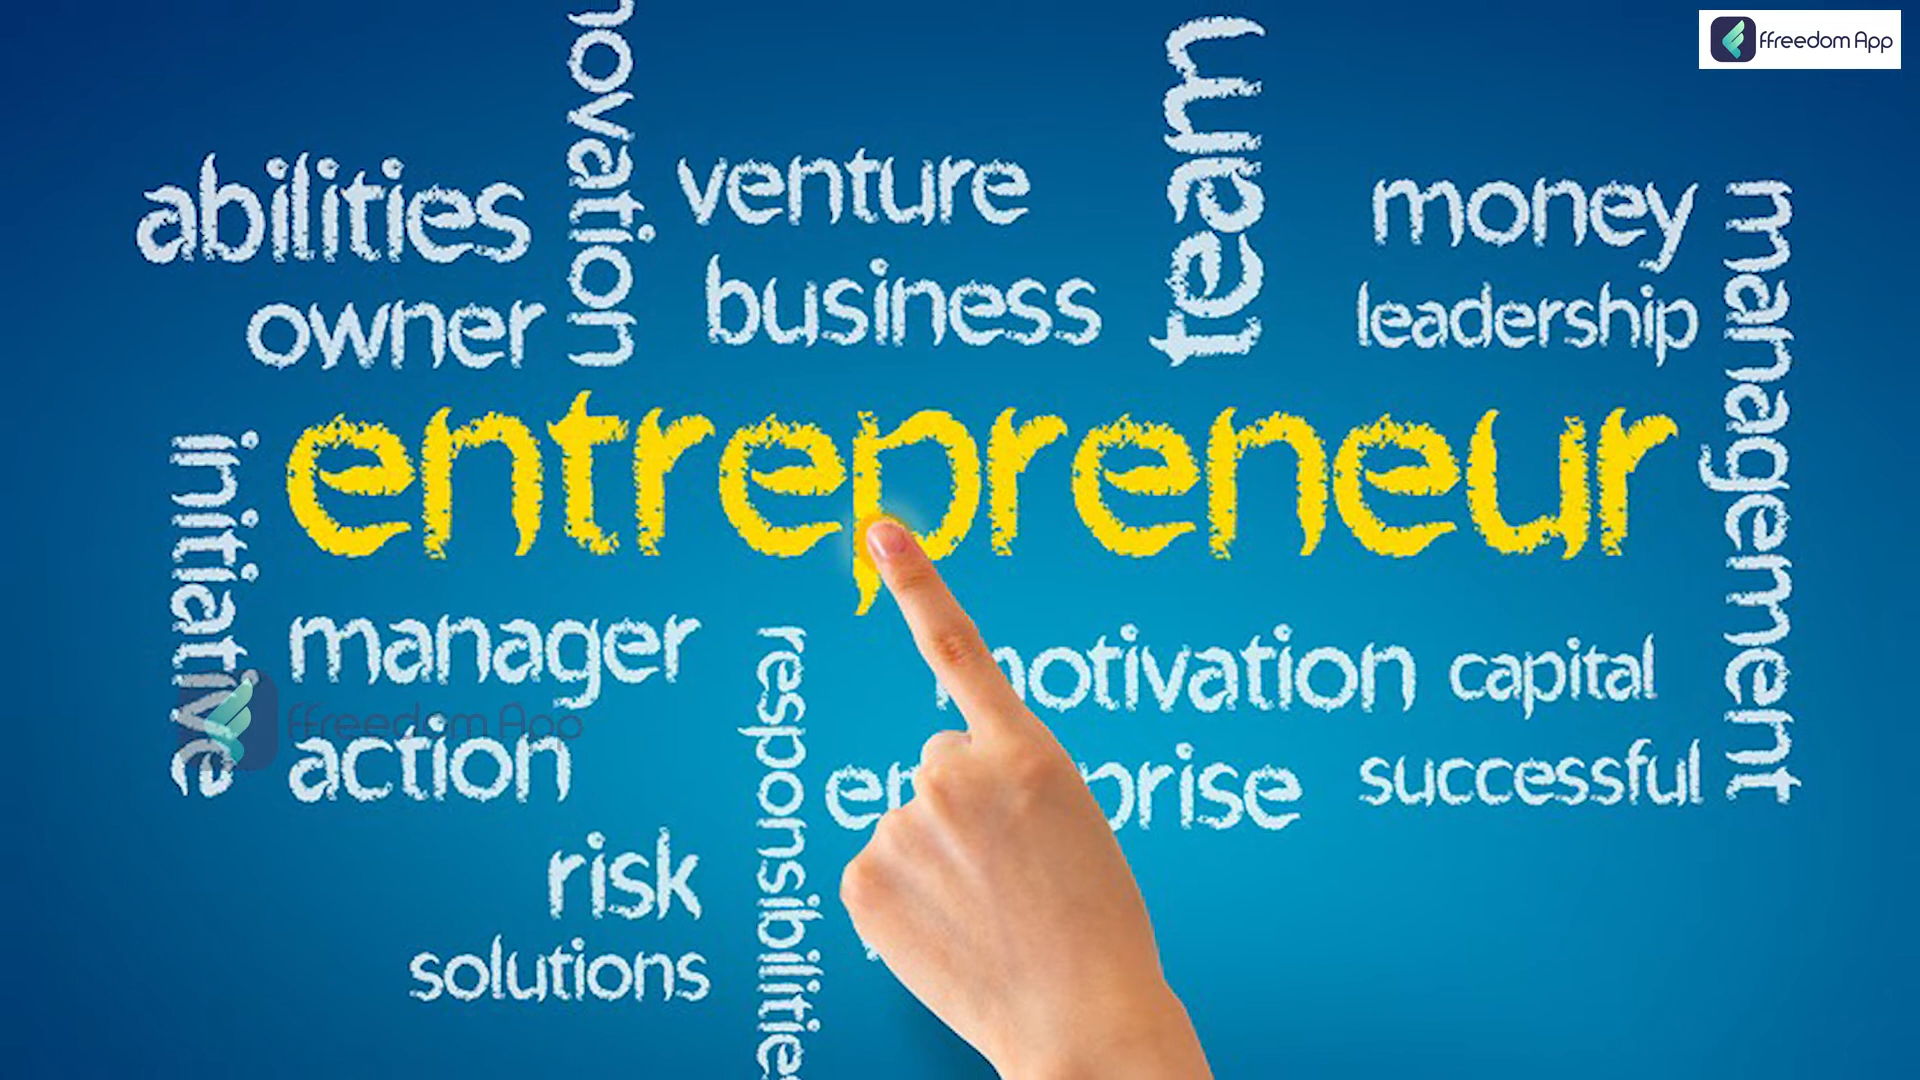 ffreedom App
novation
team
abilities
venture
money
management
owner
business
leadership
entrepreneur
initiative
manager
responsibilitie
motivation
capital
ffreedom App
action
prise
successful
risk
solutions